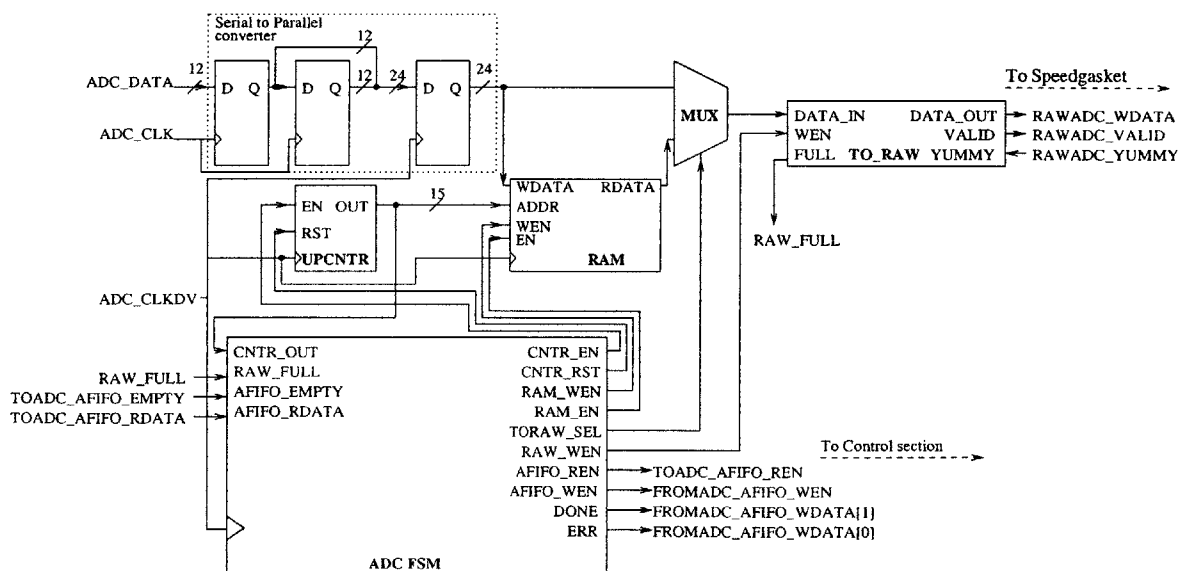 Serial to Parallel
converter
12
ADC_DATA
12
D Q
D Q
12
24
D Q
24
ADC_CLK
MUX
To Speedgasket
DATA_IN DATA_OUT
WEN VALID
FULL TO_RAW YUMMY
RAWADC_WDATA
RAWADC_VALID
RAWADC_YUMMY
RAW_FULL
EN OUT
RST
UPCNTR
15
WDATA RDATA
ADDR
WEN
EN
RAM
ADC_CLKDV
CNTR_OUT
RAW_FULL
AFIFO_EMPTY
AFIFO_RDATA
RAW_FULL
TOADC_AFIFO_EMPTY
TOADC_AFIFO_RDATA
CNTR_EN
CNTR_RST
RAM_WEN
RAM_EN
TORAW_SEL
RAW_WEN
AFIFO_REN
AFIFO_WEN
DONE
ERR
ADC FSM
To Control section
TOADC_AFIFO_REN
FROMADC_AFIFO_WEN
FROMADC_AFIFO_WDATA[1]
FROMADC_AFIFO_WDATA[0]